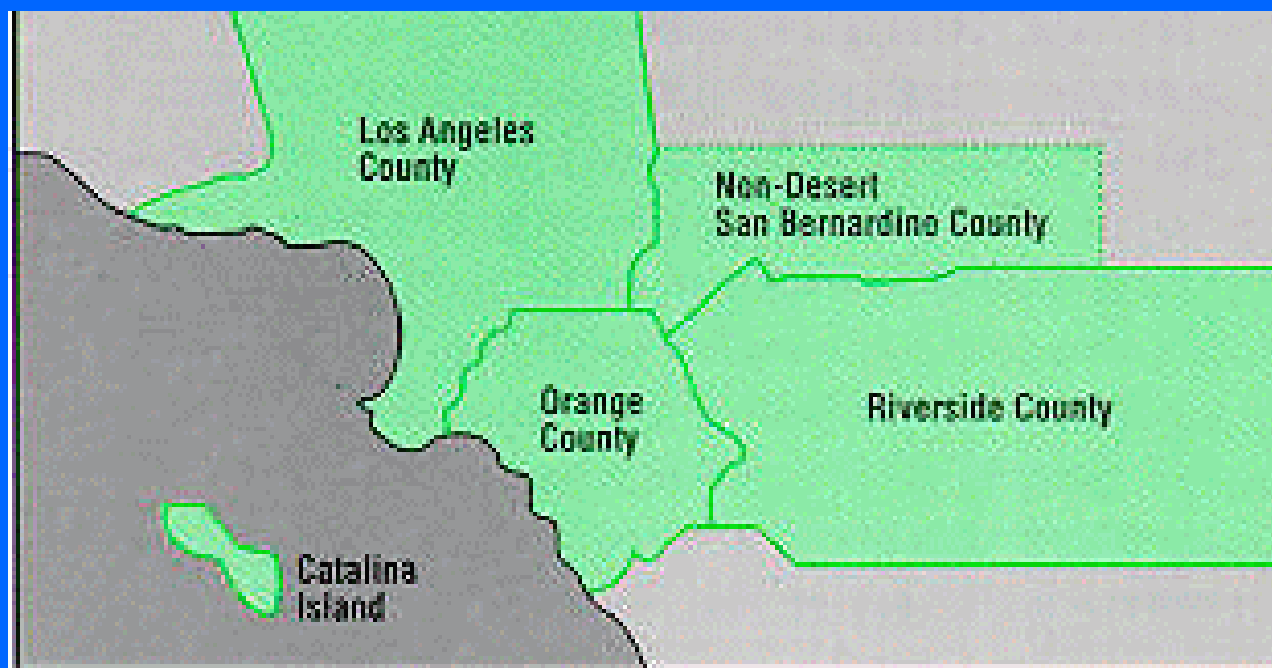 Los Angeles
County
Non-Desert
San Bernardino County
Orange
County
Riverside County
Catalina
Island